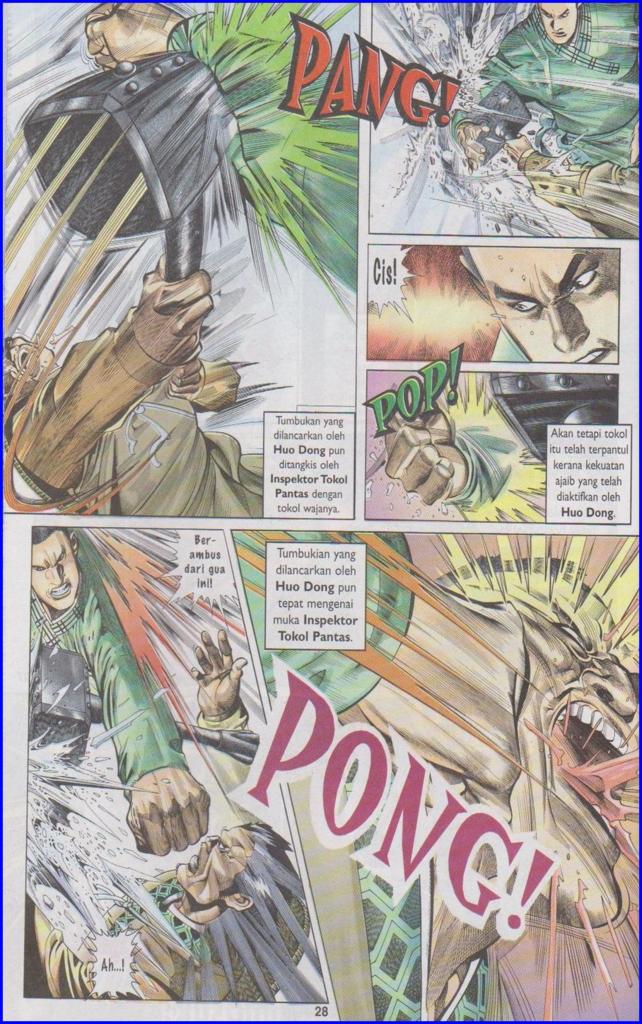 PANG!
Tumbukan yang
dilancarkan oleh
Huo Dong pun
ditangkis oleh
Inspektor Tokol
Pantas dengan
tokol wajanya.
Cis!
POP!
Akan tetapi tokol
itu telah terpantul
kerana kekuatan
ajaib yang telah
diaktifkan oleh
Huo Dong.
Ber-
ambus
dari gua
ini!
Ah...!
Tumbukian yang
dilancarkan oleh
Huo Dong pun
tepat mengenai
muka Inspektor
Tokol Pantas.
PONG!
28